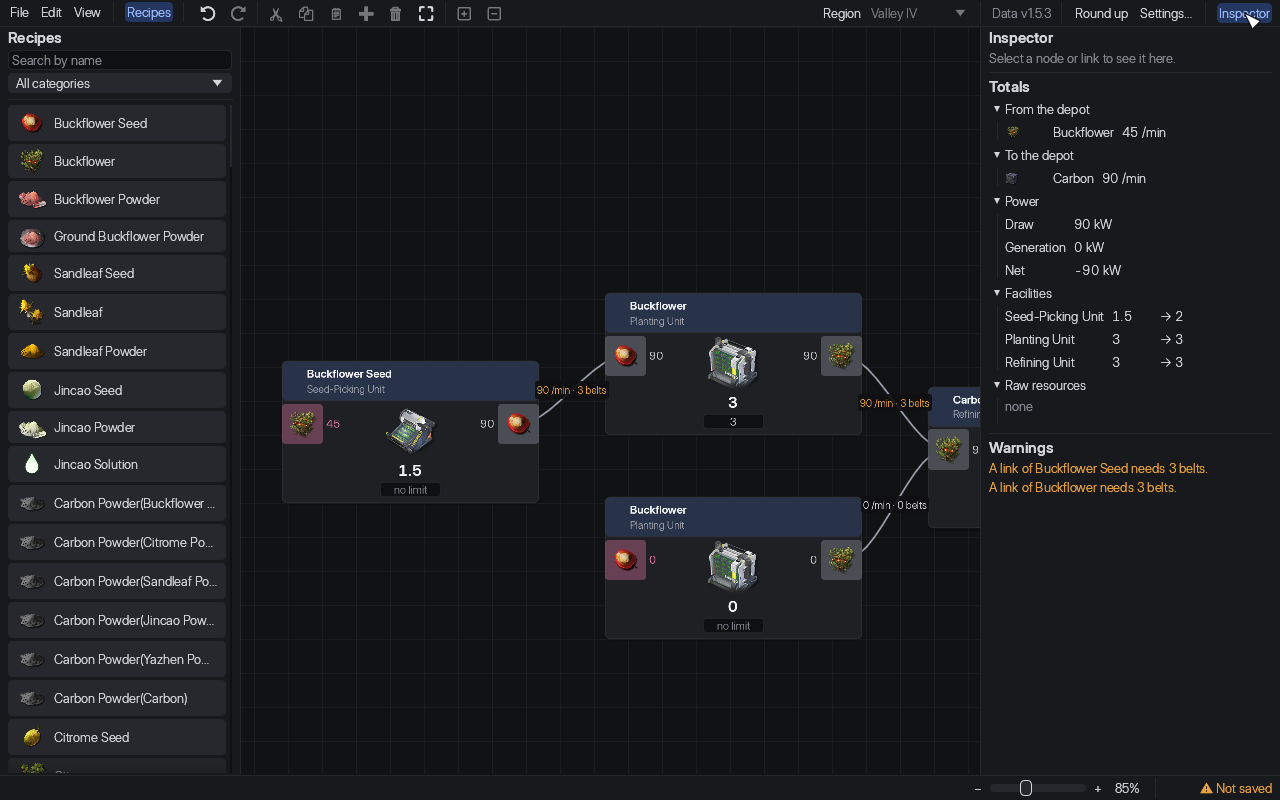 File Edit View Recipes Region Valley IV Data v1.5.3 Round up Settings... Inspector
Recipes
Search by name
All categories
Buckflower Seed
Buckflower
Buckflower Powder
Ground Buckflower Powder
Sandleaf Seed
Sandleaf
Sandleaf Powder
Jincao Seed
Jincao Powder
Jincao Solution
Carbon Powder(Buckflower ...
Carbon Powder(Citrome Po...
Carbon Powder(Sandleaf Po...
Carbon Powder(Jincao Pow...
Carbon Powder(Yazhen Po...
Carbon Powder(Carbon)
Citrome Seed
Buckflower Seed
Seed-Picking Unit
45
90
1.5
no limit
90 /min · 3 belts
Buckflower
Planting Unit
90
90
3
3
90 /min · 3 belts
Buckflower
Planting Unit
0
0
0
no limit
0 /min · 0 belts
Carbo
Refinin
9
Inspector
Select a node or link to see it here.
Totals
From the depot
Buckflower 45 /min
To the depot
Carbon 90 /min
Power
Draw 90 kW
Generation 0 kW
Net -90 kW
Facilities
Seed-Picking Unit 1.5 → 2
Planting Unit 3 → 3
Refining Unit 3 → 3
Raw resources
none
Warnings
A link of Buckflower Seed needs 3 belts.
A link of Buckflower needs 3 belts.
− + 85% Not saved